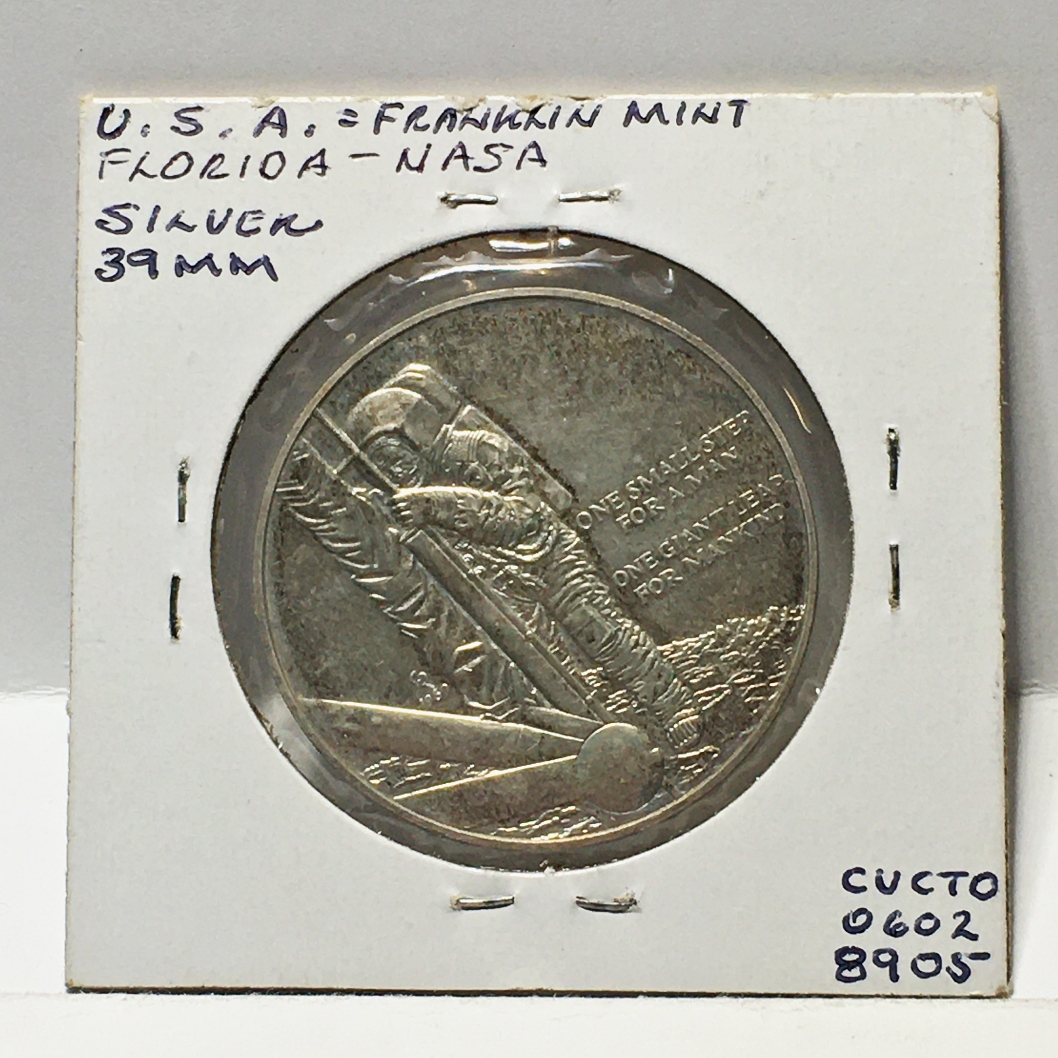 U.S.A. = FRANKLIN MINT
FLORIDA - NASA
SILVER
39MM
ONE SMALL STEP
FOR A MAN
ONE GIANT LEAP
FOR MANKIND
CUCTO
0602
8905